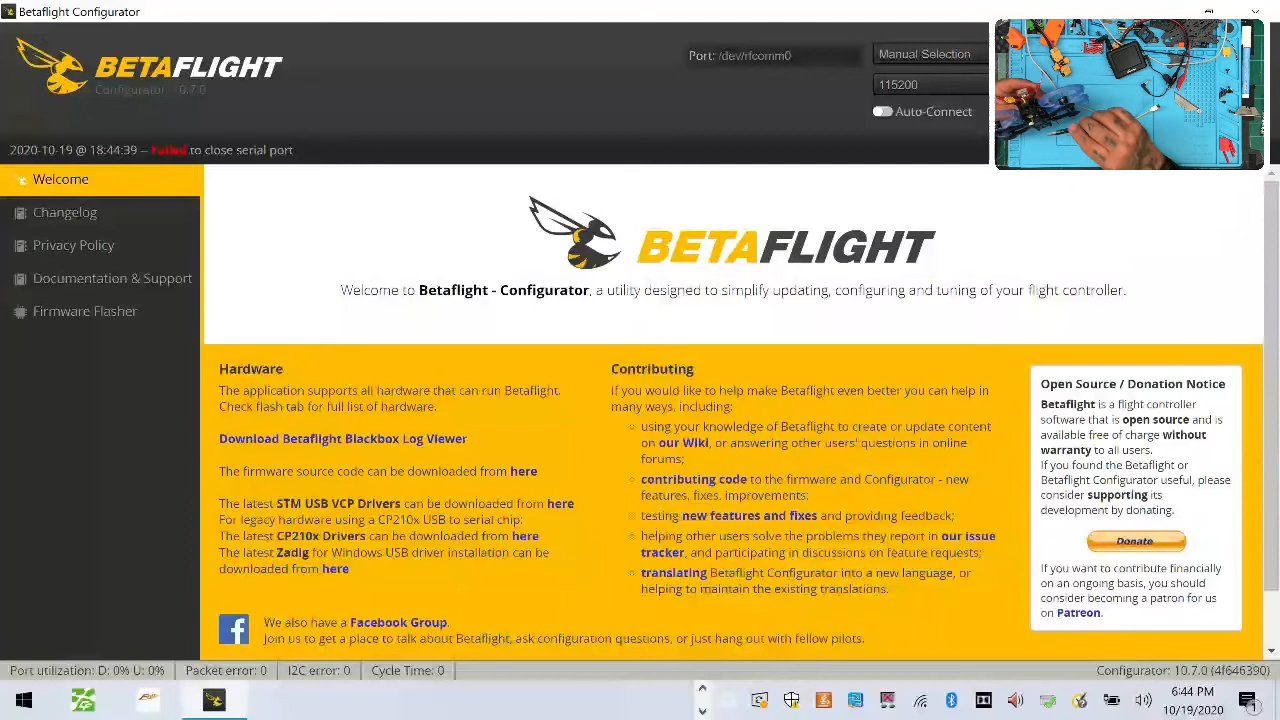 Betaflight Configurator
BETAFLIGHT
Configurator 10.7.0
Port: /dev/rfcomm0
Manual Selection
115200
Auto-Connect
2020-10-19 @ 18:44:39 -- Failed to close serial port
Welcome
Changelog
Privacy Policy
Documentation & Support
Firmware Flasher
BETAFLIGHT
Welcome to Betaflight - Configurator, a utility designed to simplify updating, configuring and tuning of your flight controller.
Hardware
The application supports all hardware that can run Betaflight.
Check flash tab for full list of hardware.
Download Betaflight Blackbox Log Viewer
The firmware source code can be downloaded from here
The latest STM USB VCP Drivers can be downloaded from here
For legacy hardware using a CP210x USB to serial chip:
The latest CP210x Drivers can be downloaded from here
The latest Zadig for Windows USB driver installation can be
downloaded from here
Contributing
If you would like to help make Betaflight even better you can help in
many ways, including:
using your knowledge of Betaflight to create or update content
on our Wiki, or answering other users' questions in online
forums;
contributing code to the firmware and Configurator - new
features, fixes, improvements;
testing new features and fixes and providing feedback;
helping other users solve the problems they report in our issue
tracker, and participating in discussions on feature requests;
translating Betaflight Configurator into a new language, or
helping to maintain the existing translations.
Open Source / Donation Notice
Betaflight is a flight controller
software that is open source and is
available free of charge without
warranty to all users.
If you found the Betaflight or
Betaflight Configurator useful, please
consider supporting its
development by donating.
Donate
If you want to contribute financially
on an ongoing basis, you should
consider becoming a patron for us
on Patreon.
We also have a Facebook Group.
Join us to get a place to talk about Betaflight, ask configuration questions, or just hang out with fellow pilots.
Port utilization: D: 0% U: 0%
Packet error: 0
I2C error: 0
Cycle Time: 0
Configurator: 10.7.0 (4f646390)
6:44 PM
10/19/2020